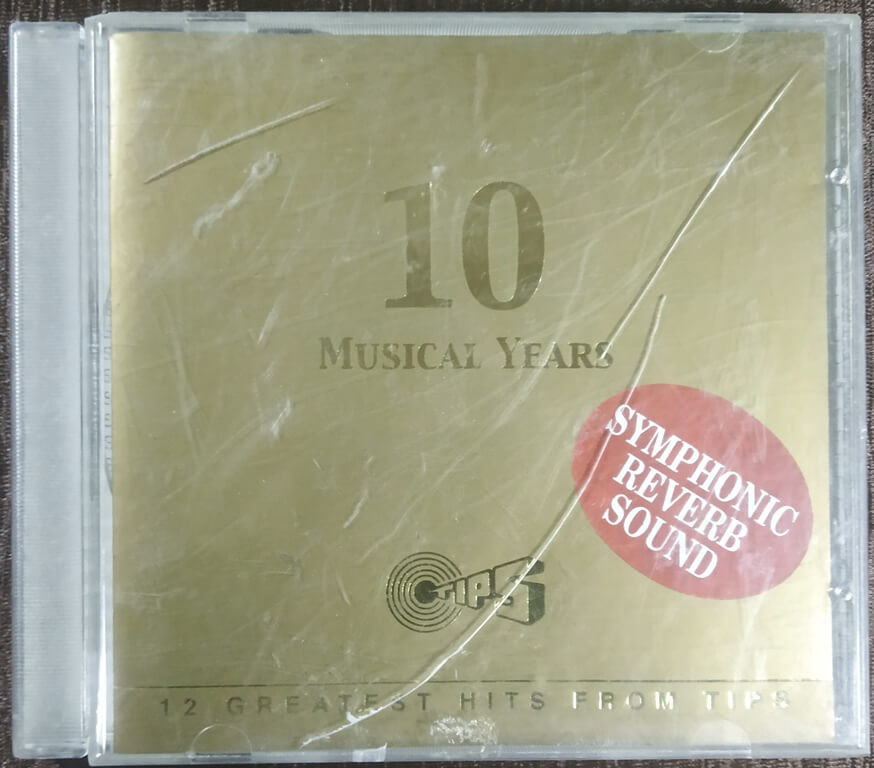 10
MUSICAL YEARS
SYMPHONIC
REVERB
SOUND
TIPS
12 GREATEST HITS FROM TIPS